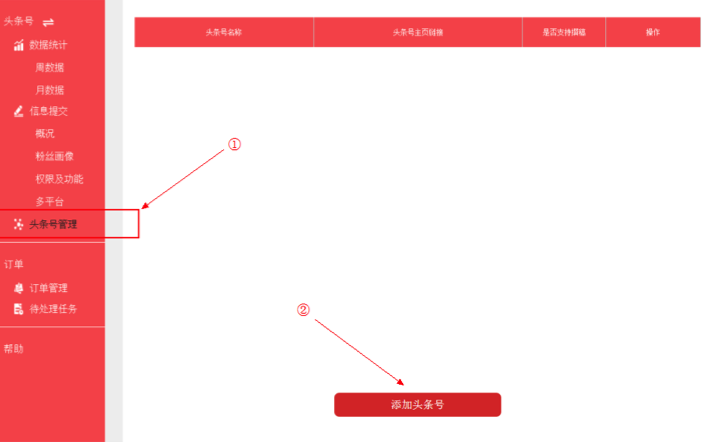 头条号
数据统计
周数据
月数据
信息提交
概况
粉丝画像
权限及功能
多平台
头条号管理
订单
订单管理
待处理任务
帮助
头条号名称 头条号主页链接 是否支持撰稿 操作
①
②
添加头条号